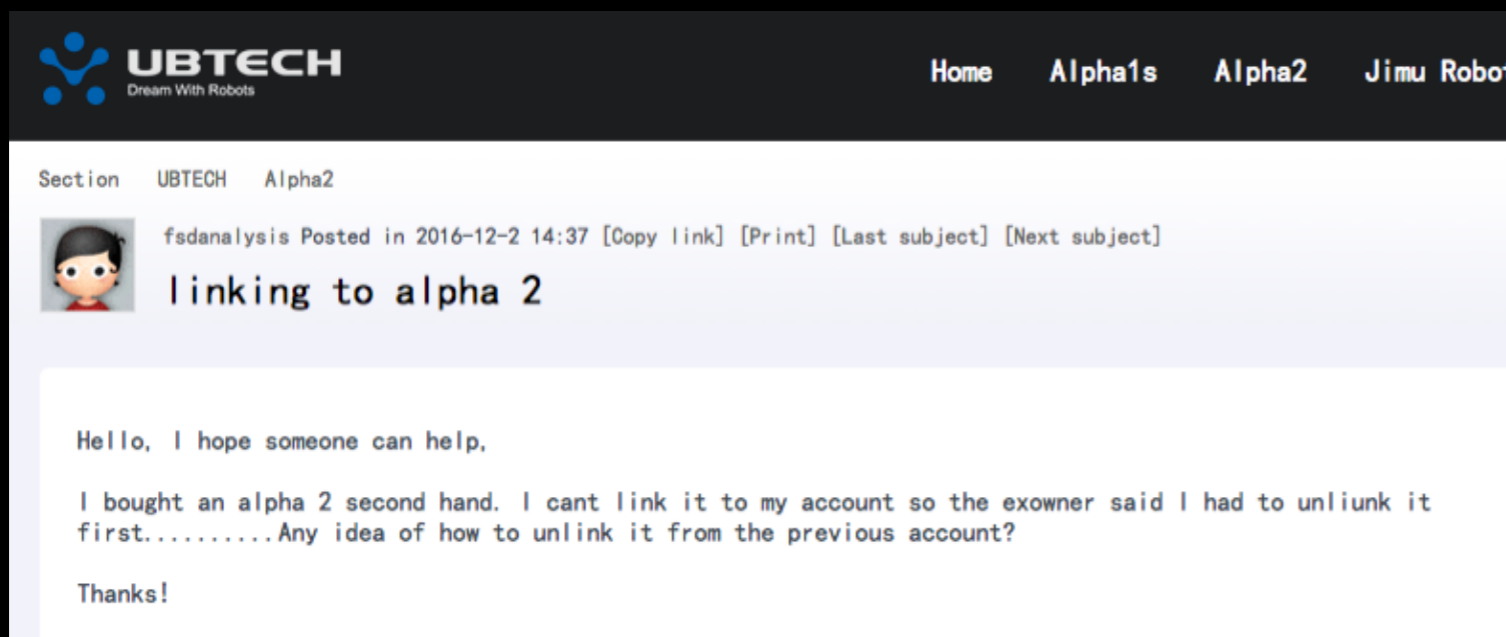 UBTECH
Dream With Robots
Home Alpha1s Alpha2 Jimu Robot
Section UBTECH Alpha2
fsdanalysis Posted in 2016-12-2 14:37 [Copy link] [Print] [Last subject] [Next subject]
linking to alpha 2
Hello, I hope someone can help,
I bought an alpha 2 second hand. I cant link it to my account so the exowner said I had to unliunk it
first..........Any idea of how to unlink it from the previous account?
Thanks!